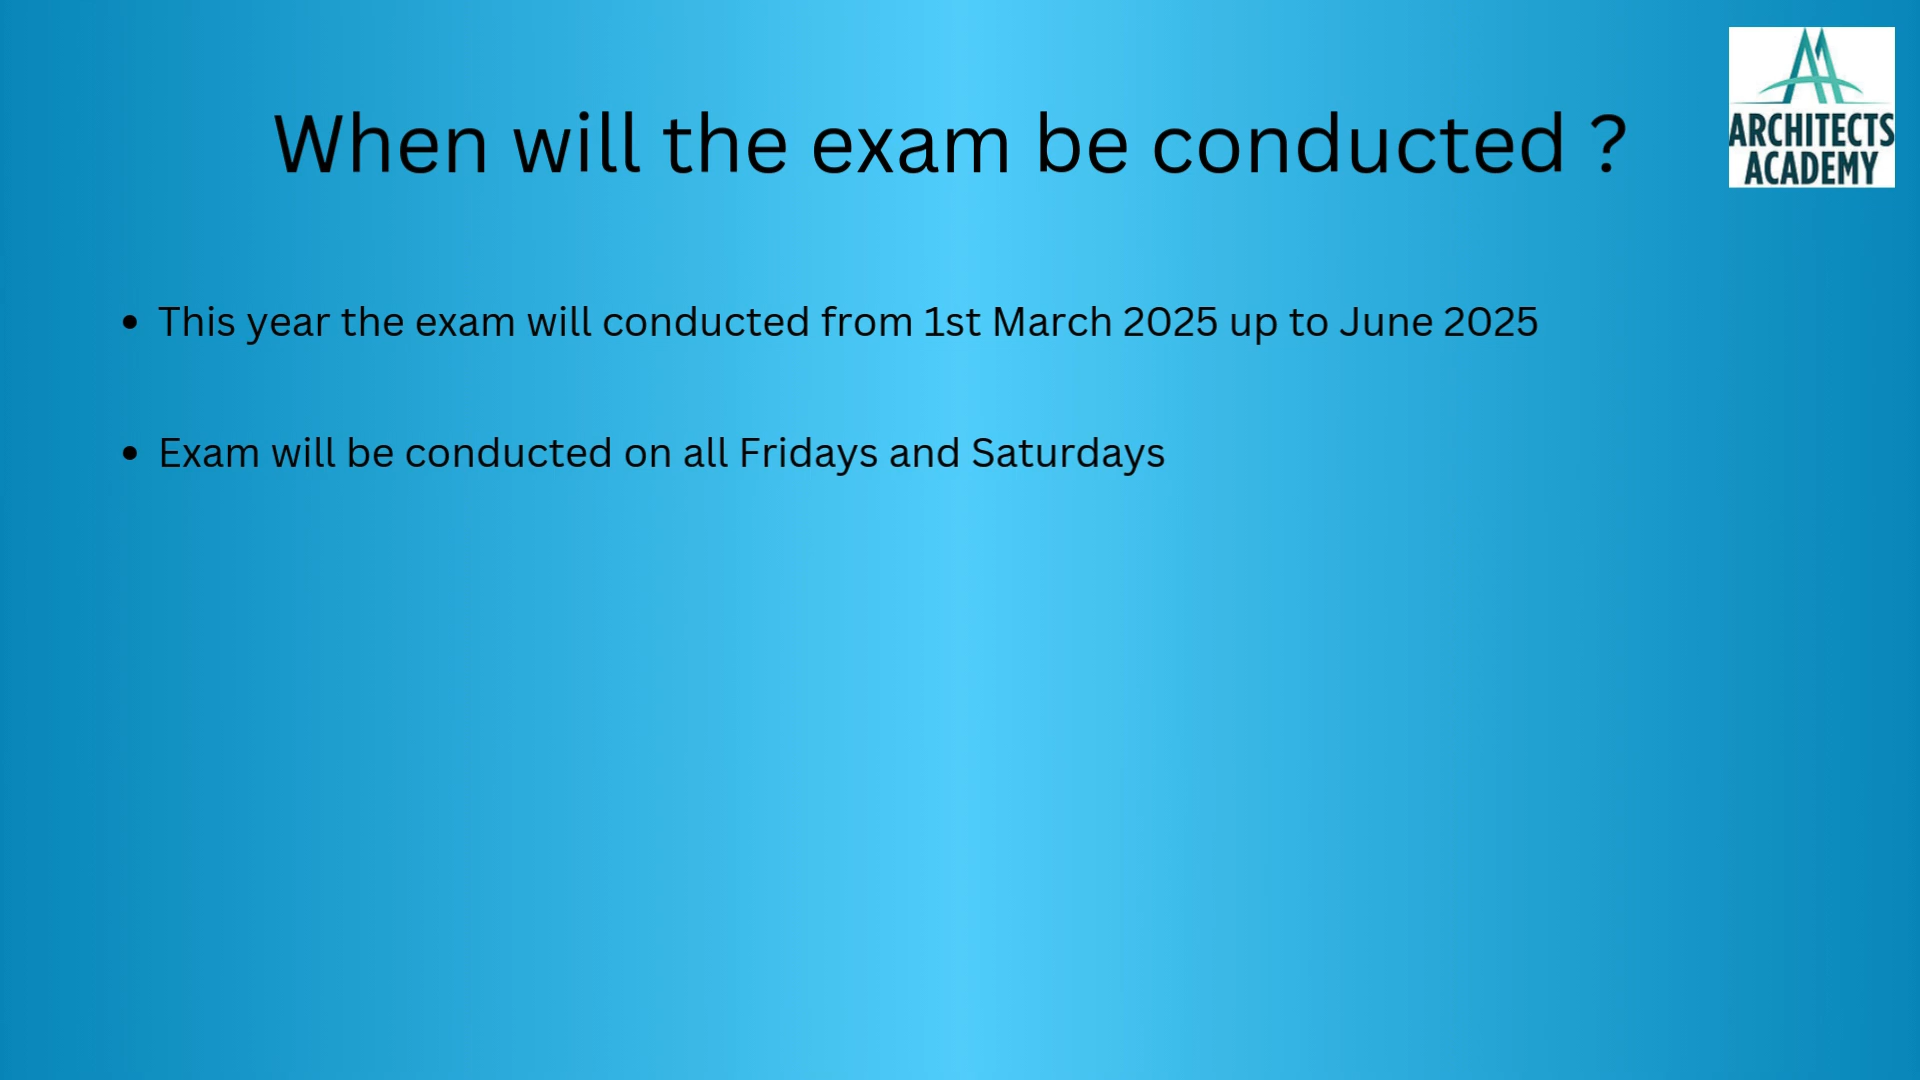 When will the exam be conducted ?
ARCHITECTS
ACADEMY
• This year the exam will conducted from 1st March 2025 up to June 2025
• Exam will be conducted on all Fridays and Saturdays